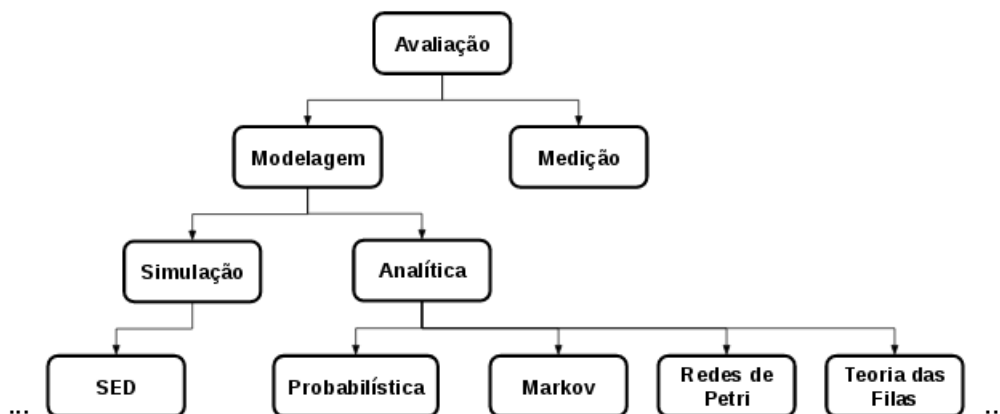 Avaliação
Modelagem
Medição
Simulação
Analítica
SED
Probabilística
Markov
Redes de
Petri
Teoria das
Filas
...
..